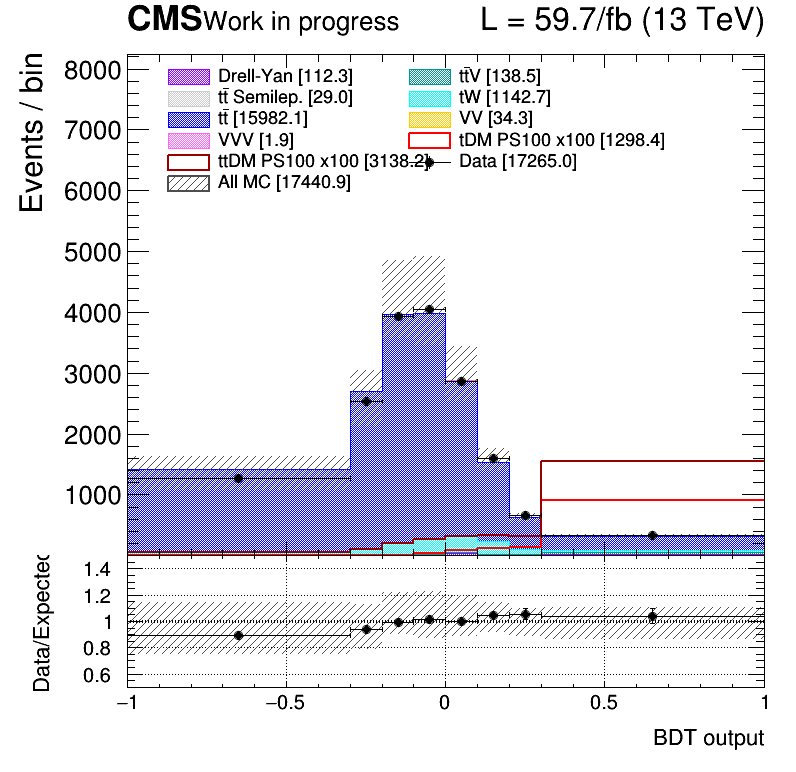 CMS Work in progress L = 59.7/fb (13 TeV)
Events / bin
8000
7000
6000
5000
4000
3000
2000
1000
Drell-Yan [112.3] tt̄V [138.5]
tt̄ Semilep. [29.0] tW [1142.7]
tt̄ [15982.1] VV [34.3]
VVV [1.9] tDM PS100 x100 [1298.4]
ttDM PS100 x100 [3138.2] Data [17265.0]
All MC [17440.9]
Data/Expected
1.4
1.2
1
0.8
0.6
−1 −0.5 0 0.5 1
BDT output